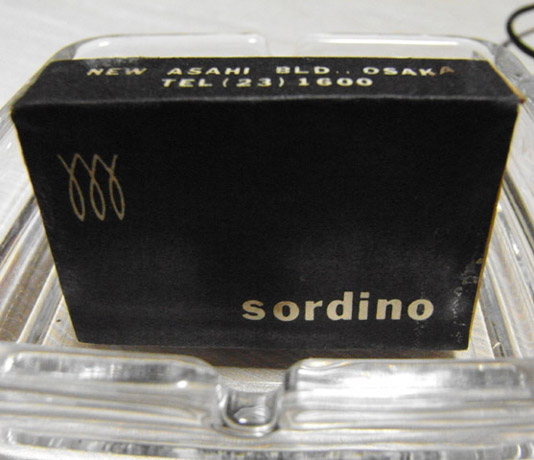 NEW ASAHI BLD., OSAKA
TEL(23)1600
sordino